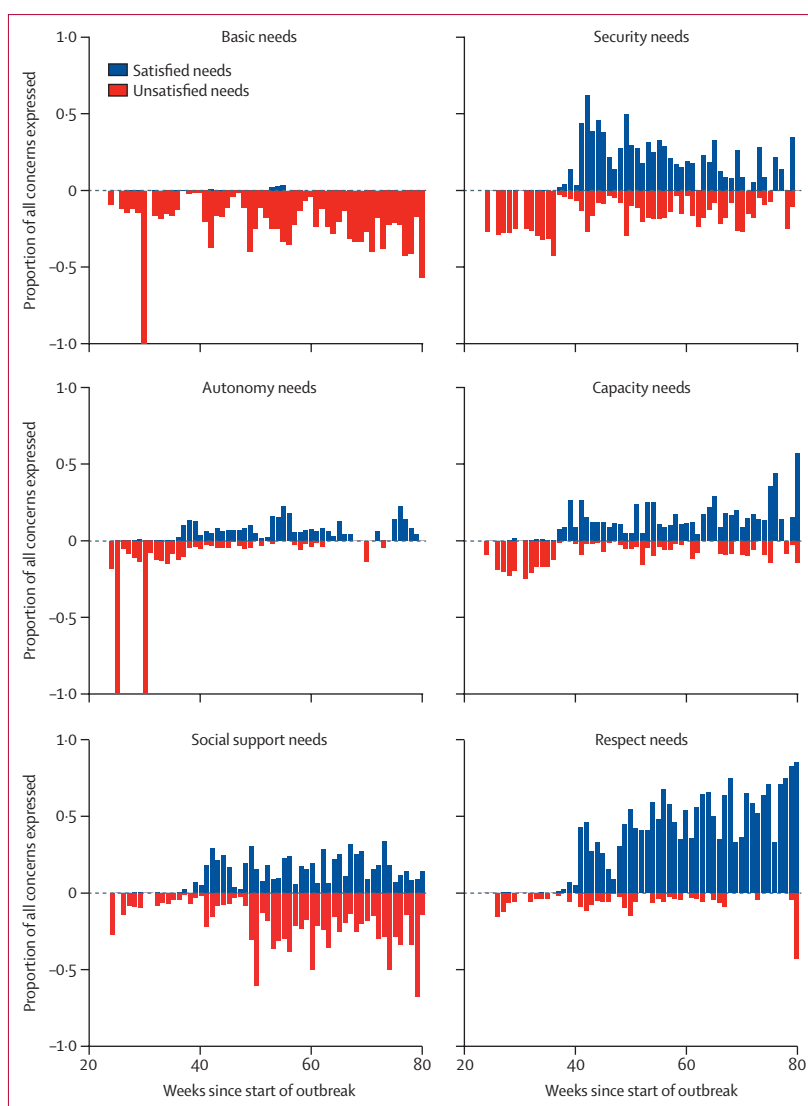 Basic needs
Security needs
1·0
0·5
0
–0·5
–1·0
Proportion of all concerns expressed
Satisfied needs
Unsatisfied needs
Autonomy needs
Capacity needs
1·0
0·5
0
–0·5
–1·0
Proportion of all concerns expressed
Social support needs
Respect needs
1·0
0·5
0
–0·5
–1·0
Proportion of all concerns expressed
20
40
60
80
20
40
60
80
Weeks since start of outbreak
Weeks since start of outbreak